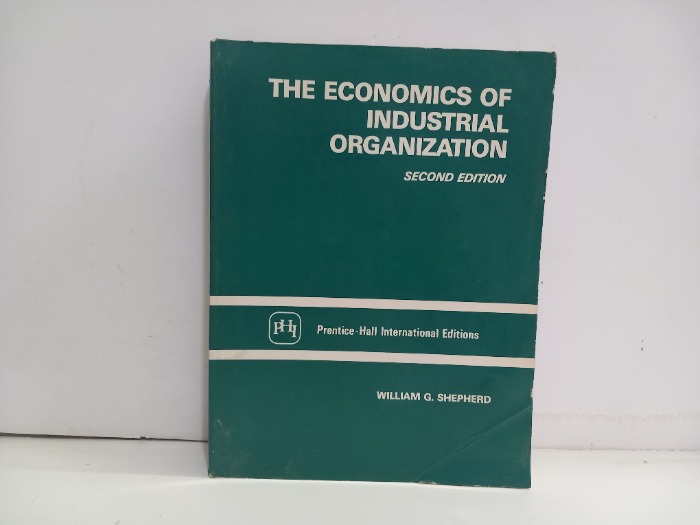 THE ECONOMICS OF
INDUSTRIAL
ORGANIZATION
SECOND EDITION
PHI
Prentice-Hall International Editions
WILLIAM G. SHEPHERD